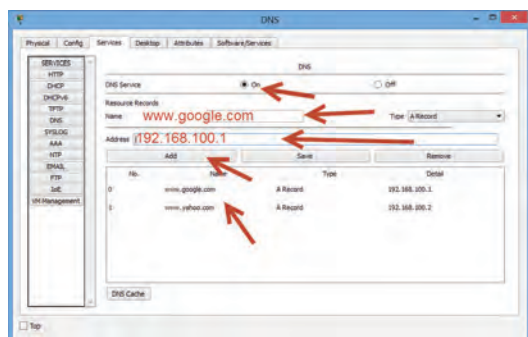 DNS
Physical Config Services Desktop Attributes Software/Services
SERVICES
HTTP
DHCP
DHCPv6
TFTP
DNS
SYSLOG
AAA
NTP
EMAIL
FTP
IoE
VM Management
DNS
DNS Service On Off
Resource Records
Name www.google.com Type A Record
Address 192.168.100.1
Add Save Remove
No. Name Type Detail
0 www.google.com A Record 192.168.100.1
1 www.yahoo.com A Record 192.168.100.2
DNS Cache
Top